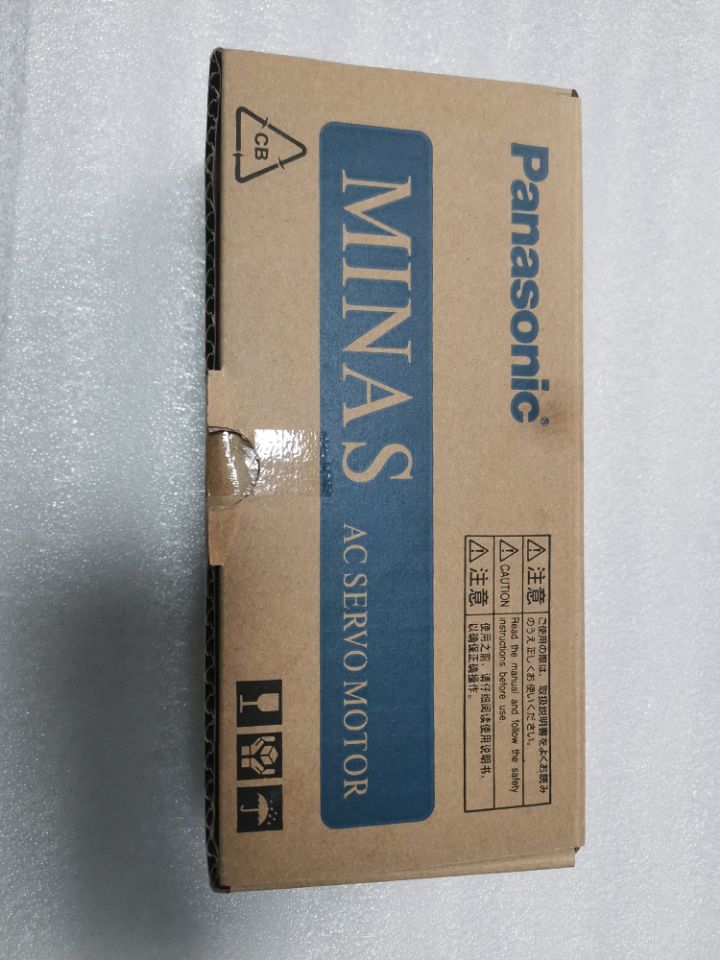 Panasonic®
⚠注意 ご使用の際は、取扱説明書をよくお読み
のうえ正しくお使いください。
⚠CAUTION Read the manual and follow the safety
instructions before use.
⚠注意 使用之前，请仔细阅读使用说明书，
以确保正确操作。
MINAS AC SERVO MOTOR
CB